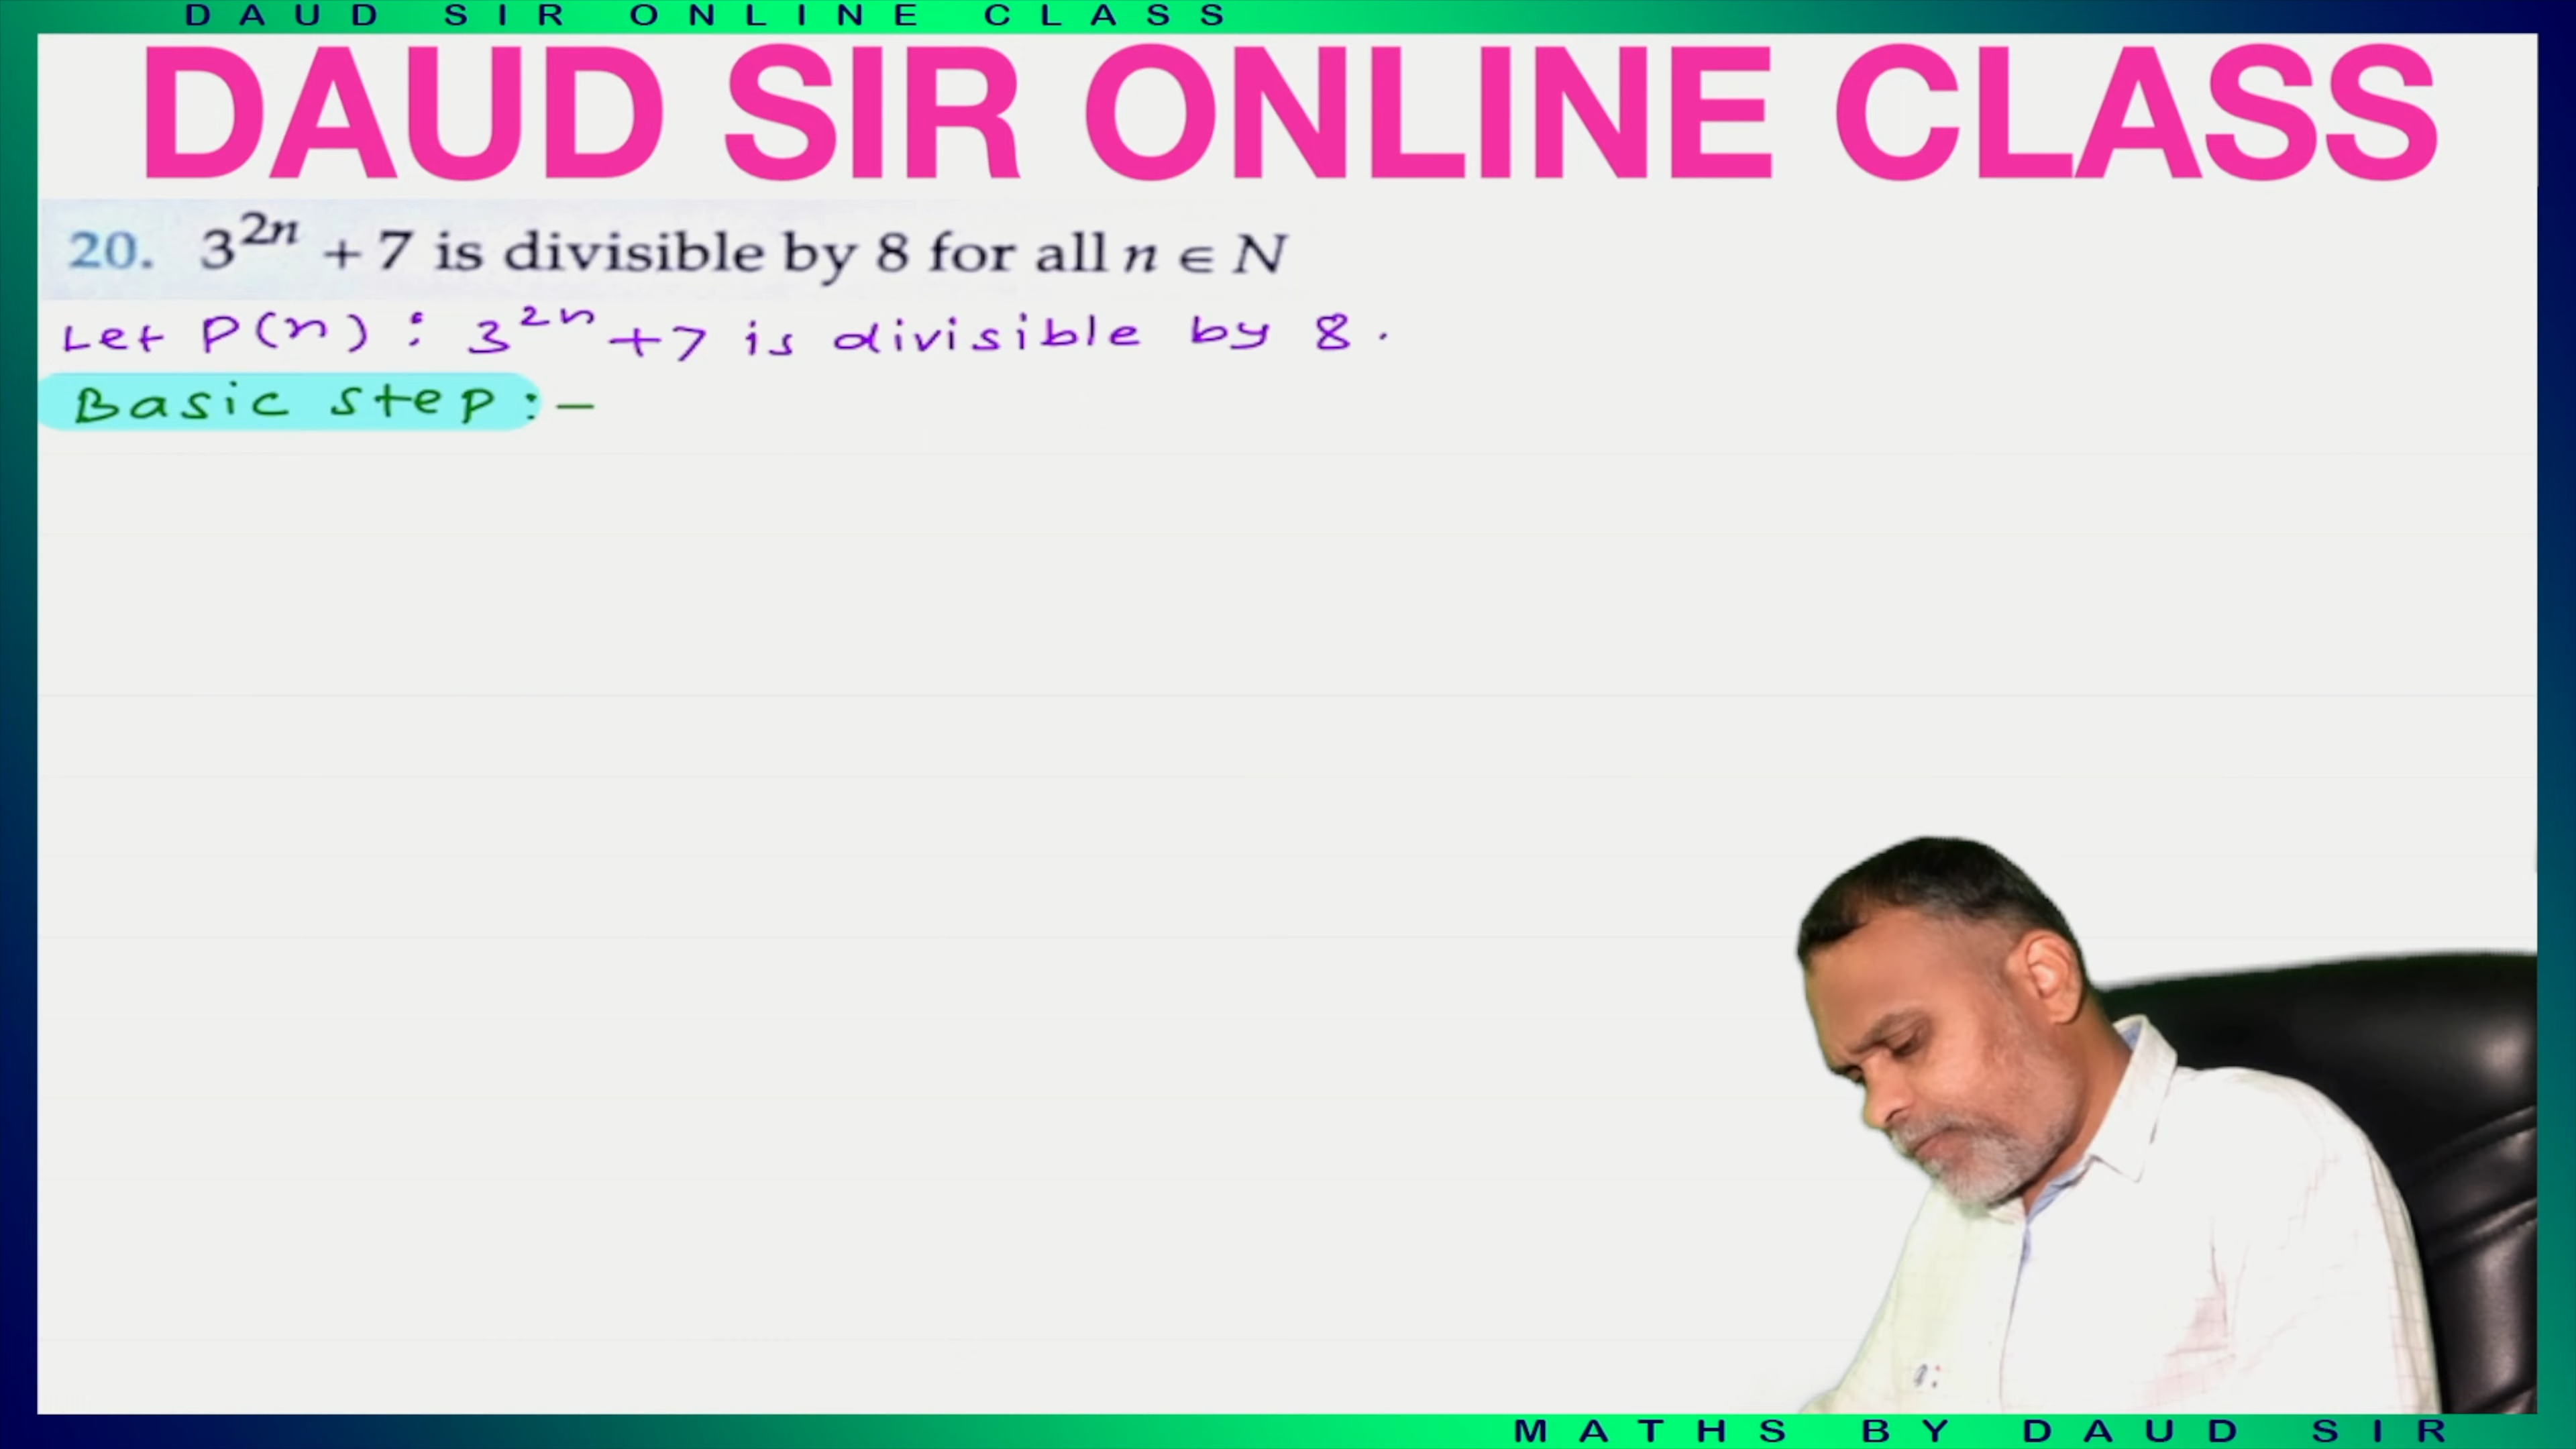 DAUD SIR ONLINE CLASS
DAUD SIR ONLINE CLASS
20. 3^{2n} + 7 is divisible by 8 for all n ∈ N
Let P(n) : 3^{2n} + 7 is divisible by 8 .
Basic step : –
MATHS BY DAUD SIR